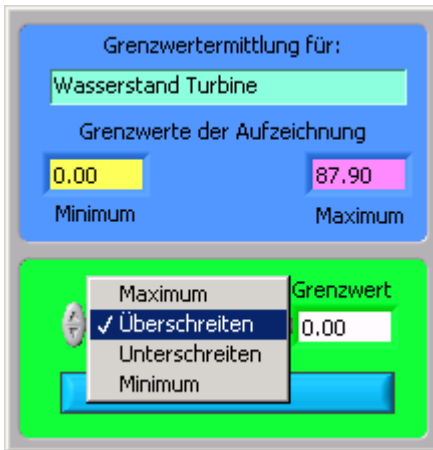 Grenzwertermittlung für:
Wasserstand Turbine
Grenzwerte der Aufzeichnung
0.00 87.90
Minimum Maximum
Grenzwert
Maximum
Überschreiten 0.00
Unterschreiten
Minimum